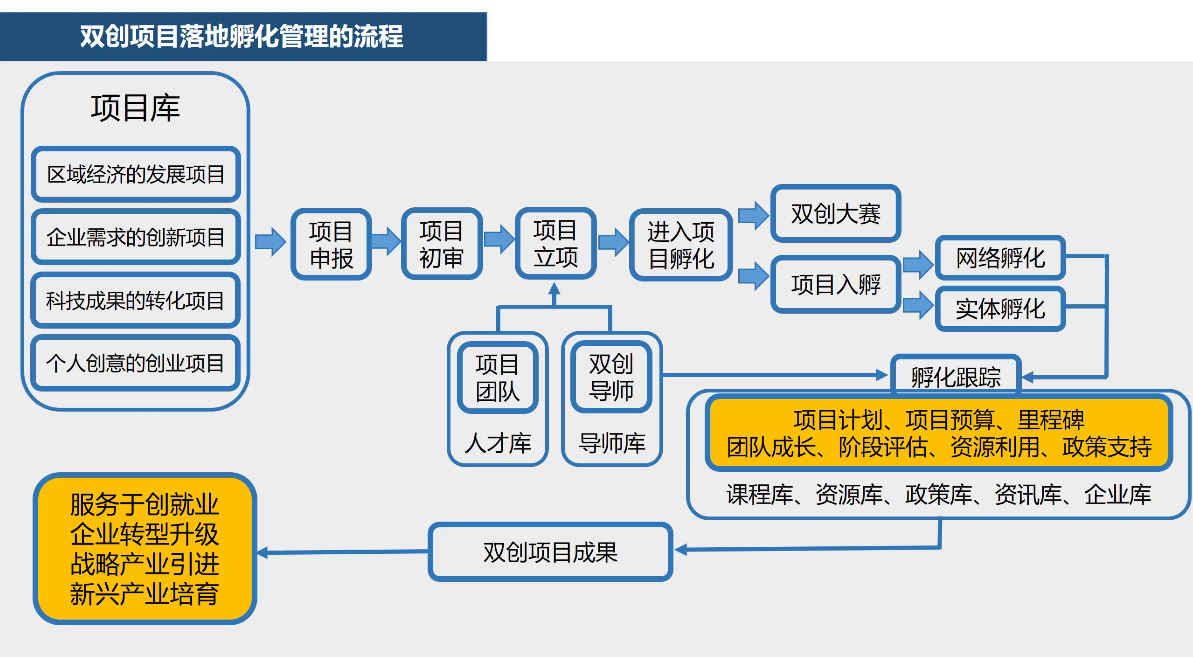 双创项目落地孵化管理的流程
项目库
区域经济的发展项目
企业需求的创新项目
科技成果的转化项目
个人创意的创业项目
项目
申报
项目
初审
项目
立项
进入项
目孵化
双创大赛
项目入孵
网络孵化
实体孵化
项目
团队
人才库
双创
导师
导师库
孵化跟踪
项目计划、项目预算、里程碑
团队成长、阶段评估、资源利用、政策支持
课程库、资源库、政策库、资讯库、企业库
双创项目成果
服务于创就业
企业转型升级
战略产业引进
新兴产业培育